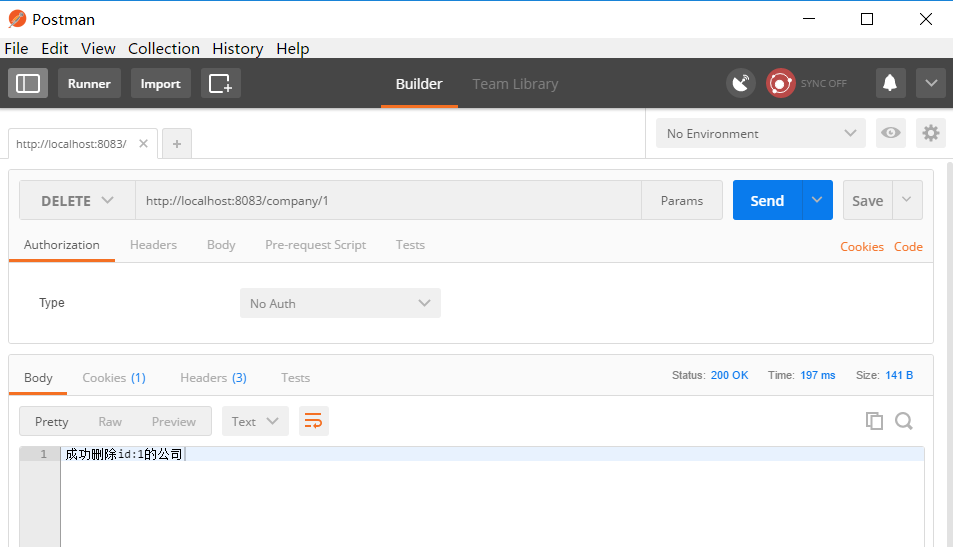 Postman
File Edit View Collection History Help
Runner Import Builder Team Library SYNC OFF
http://localhost:8083/ No Environment
DELETE http://localhost:8083/company/1 Params Send Save
Authorization Headers Body Pre-request Script Tests Cookies Code
Type No Auth
Body Cookies (1) Headers (3) Tests Status: 200 OK Time: 197 ms Size: 141 B
Pretty Raw Preview Text
1 成功删除id:1的公司